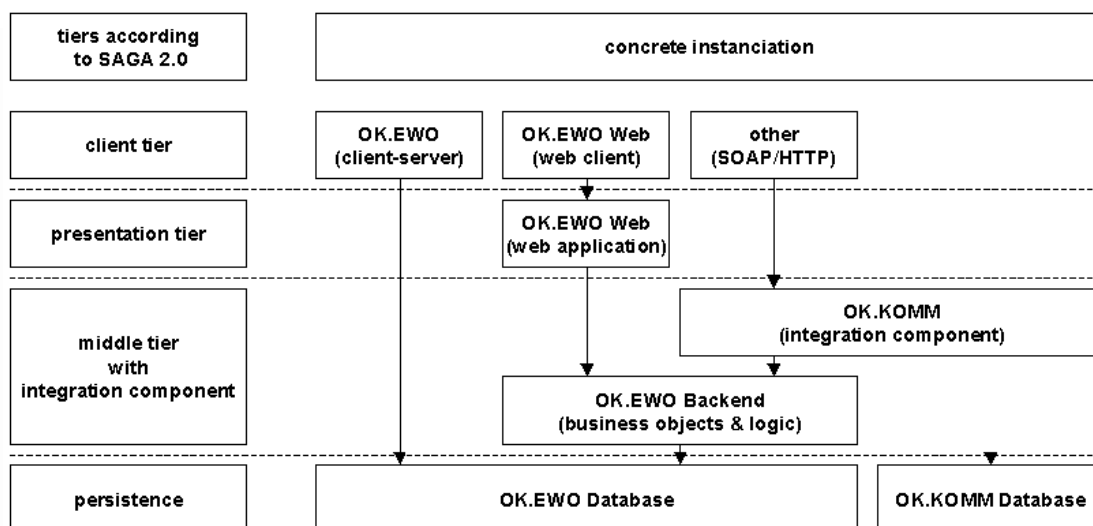 tiers according
to SAGA 2.0
concrete instanciation
client tier
OK.EWO
(client-server)
OK.EWO Web
(web client)
other
(SOAP/HTTP)
presentation tier
OK.EWO Web
(web application)
middle tier
with
integration component
OK.KOMM
(integration component)
OK.EWO Backend
(business objects & logic)
persistence
OK.EWO Database
OK.KOMM Database